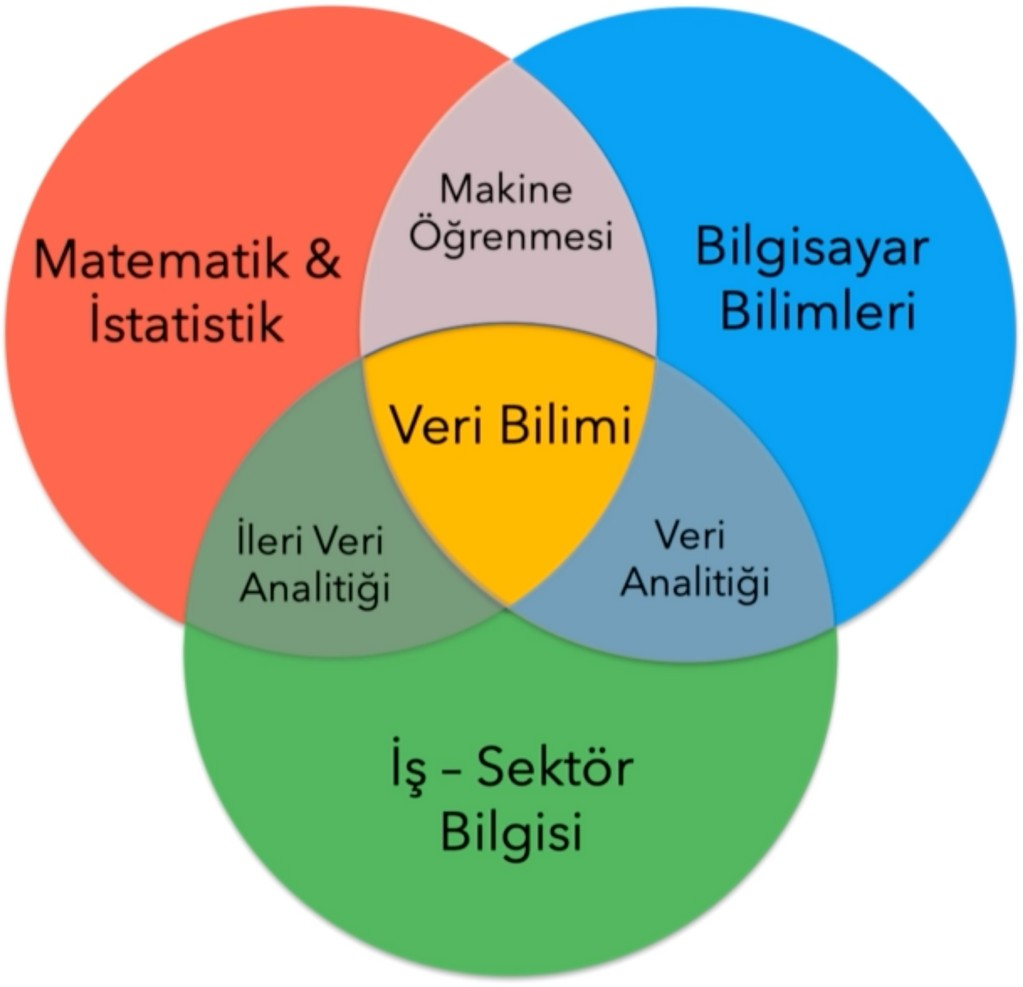 Makine
Öğrenmesi
Matematik &
İstatistik
Bilgisayar
Bilimleri
Veri Bilimi
İleri Veri
Analitiği
Veri
Analitiği
İş – Sektör
Bilgisi